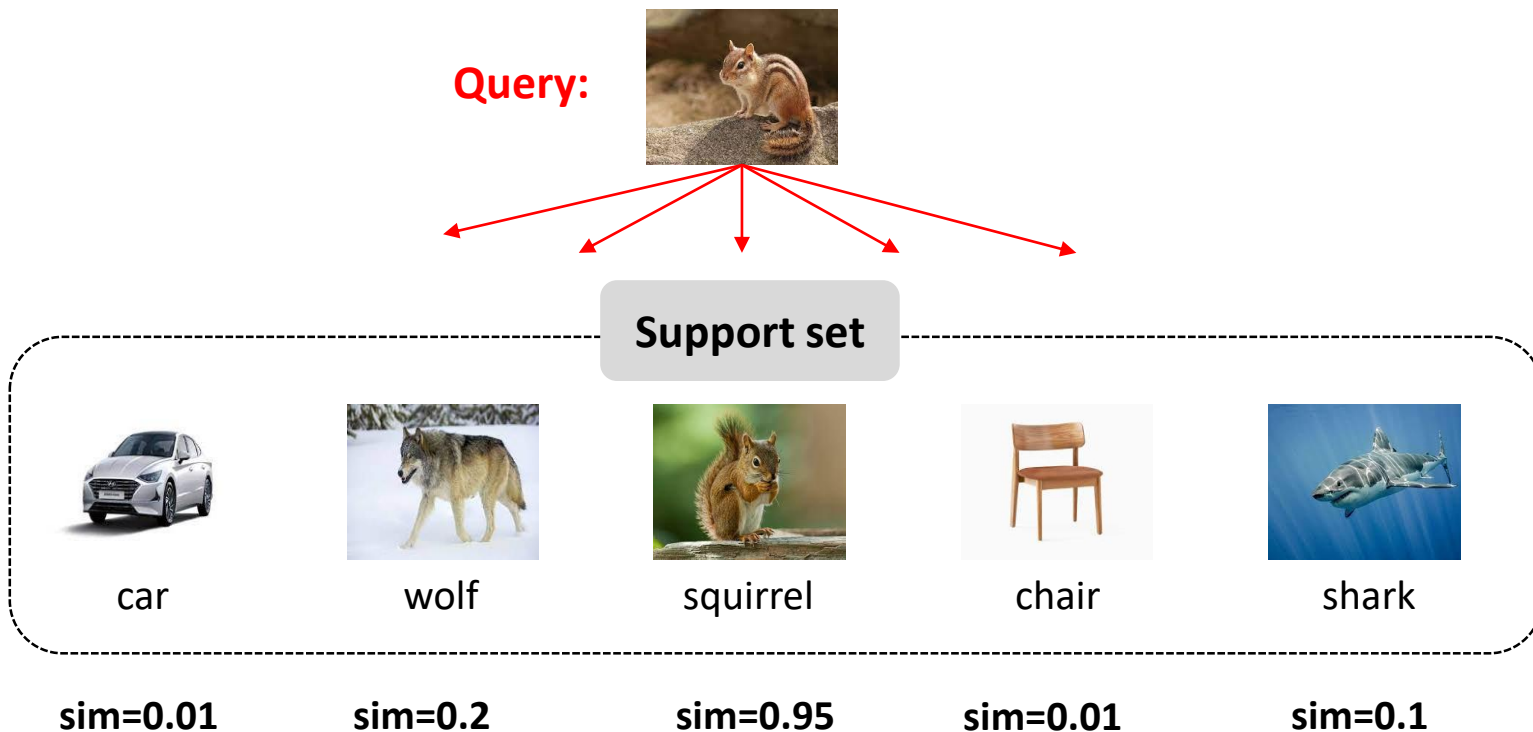 Query:
Support set
car
wolf
squirrel
chair
shark
sim=0.01
sim=0.2
sim=0.95
sim=0.01
sim=0.1